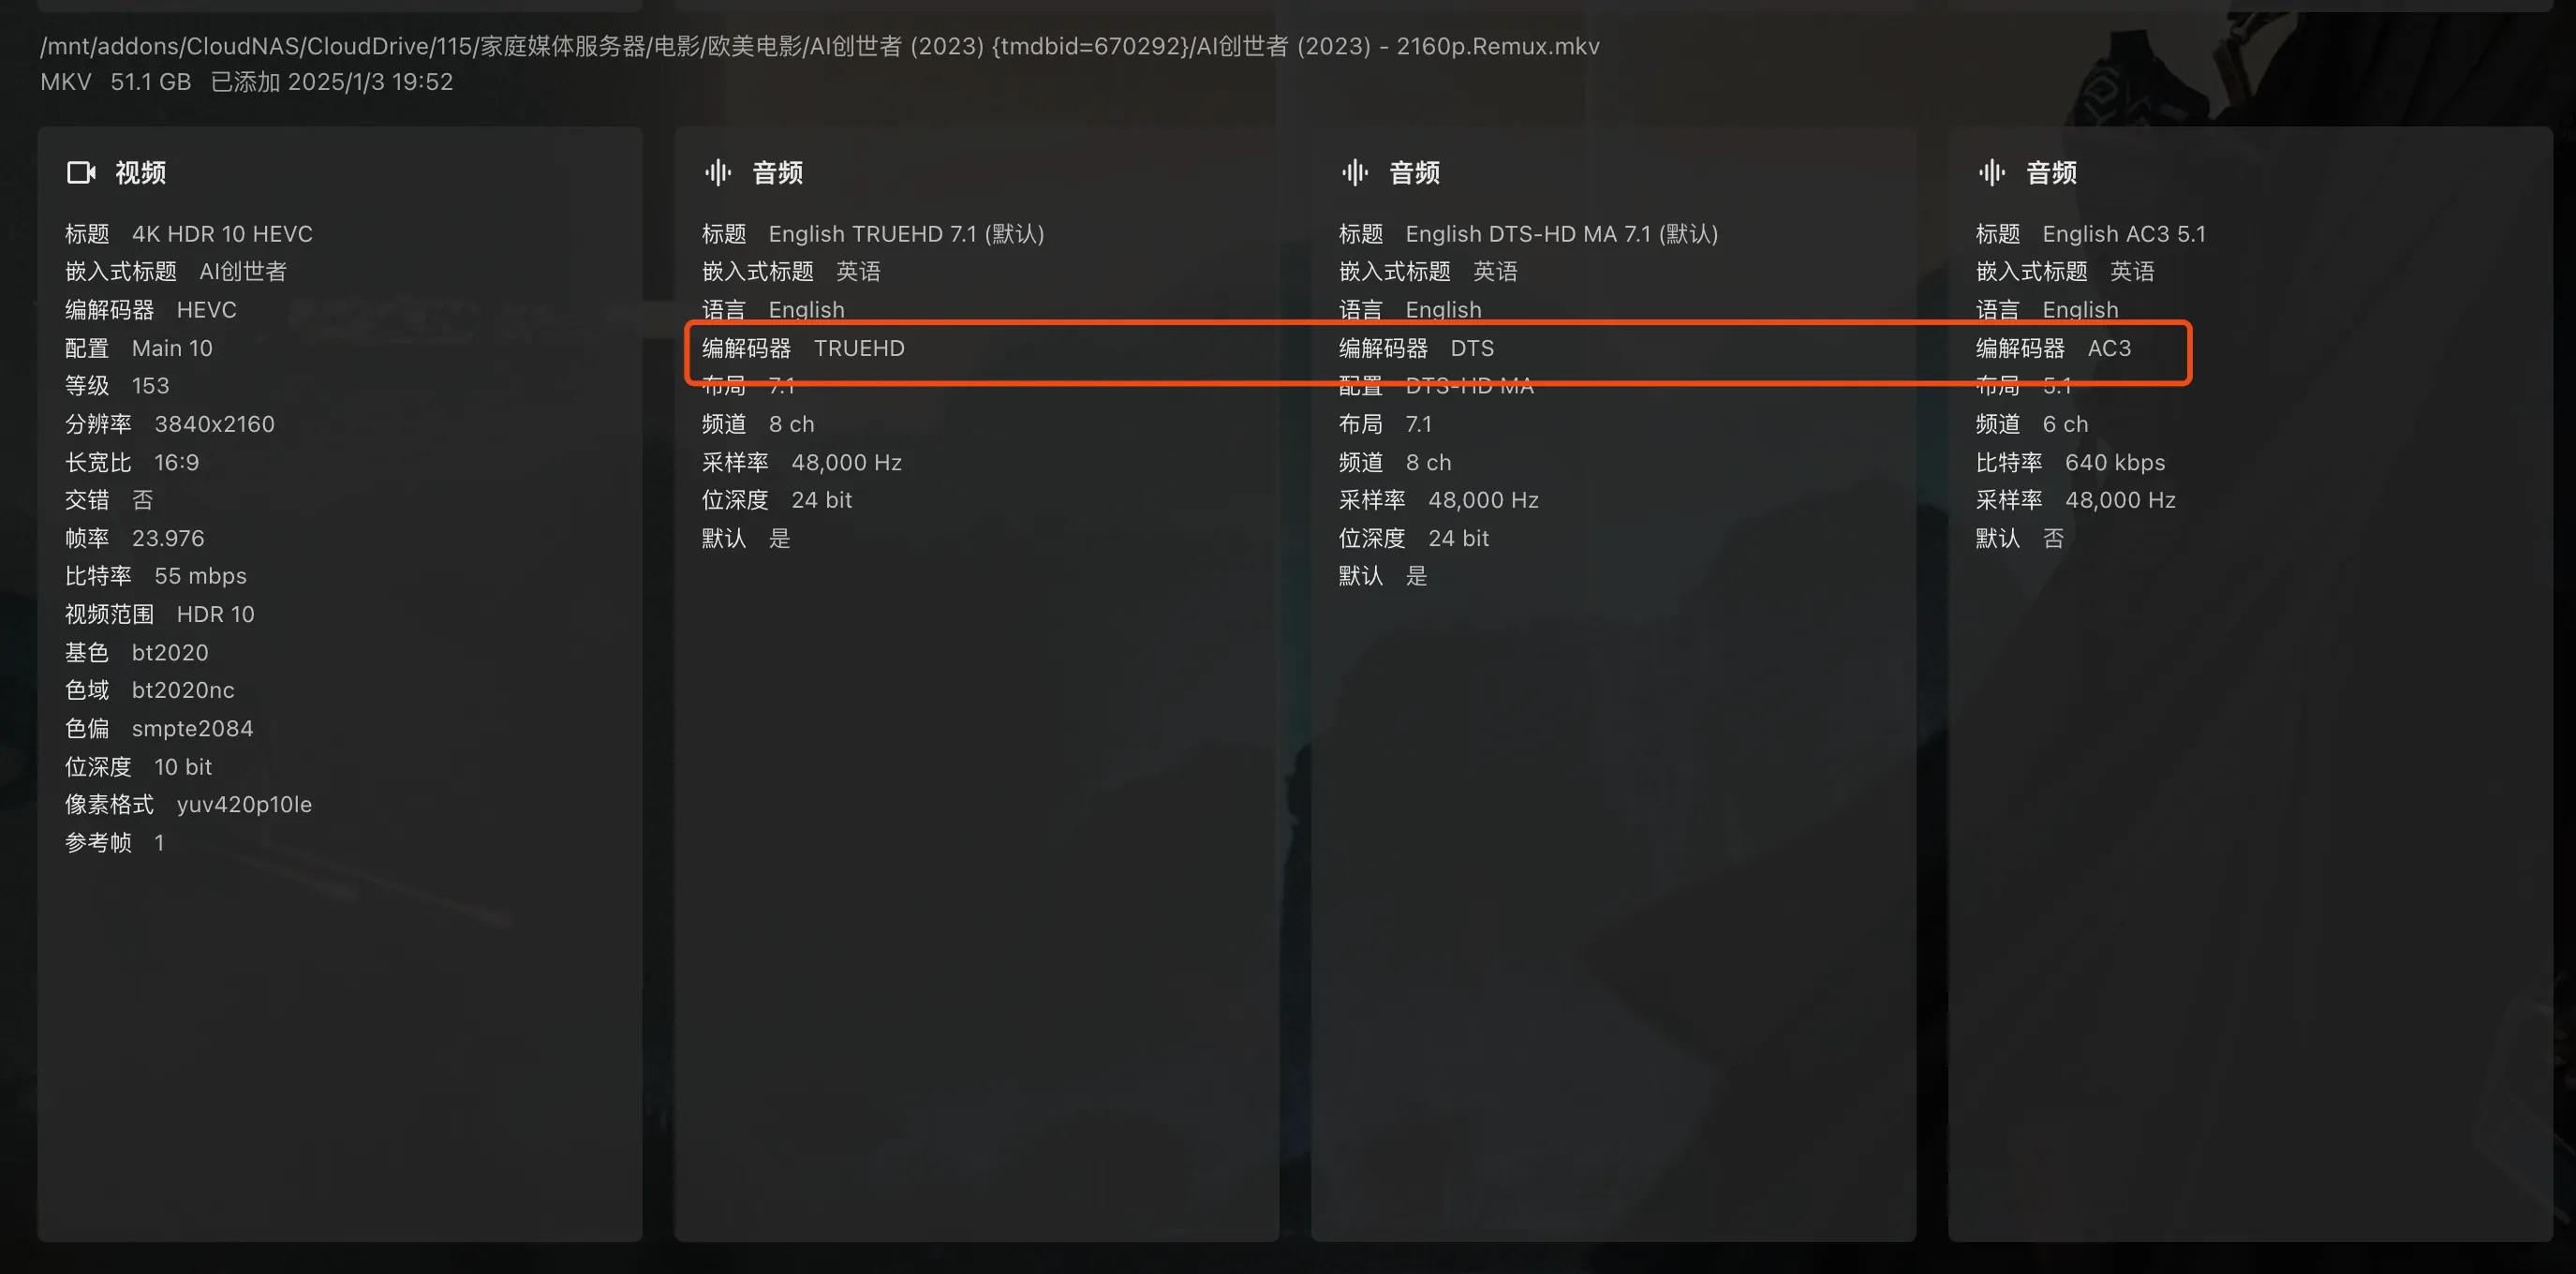 /mnt/addons/CloudNAS/CloudDrive/115/家庭媒体服务器/电影/欧美电影/AI创世者 (2023) {tmdbid=670292}/AI创世者 (2023) - 2160p.Remux.mkv
MKV 51.1 GB 已添加 2025/1/3 19:52
视频
标题 4K HDR 10 HEVC
嵌入式标题 AI创世者
编解码器 HEVC
配置 Main 10
等级 153
分辨率 3840x2160
长宽比 16:9
交错 否
帧率 23.976
比特率 55 mbps
视频范围 HDR 10
基色 bt2020
色域 bt2020nc
色偏 smpte2084
位深度 10 bit
像素格式 yuv420p10le
参考帧 1
音频
标题 English TRUEHD 7.1 (默认)
嵌入式标题 英语
语言 English
编解码器 TRUEHD
布局 7.1
频道 8 ch
采样率 48,000 Hz
位深度 24 bit
默认 是
音频
标题 English DTS-HD MA 7.1 (默认)
嵌入式标题 英语
语言 English
编解码器 DTS
配置 DTS-HD MA
布局 7.1
频道 8 ch
采样率 48,000 Hz
位深度 24 bit
默认 是
音频
标题 English AC3 5.1
嵌入式标题 英语
语言 English
编解码器 AC3
布局 5.1
频道 6 ch
比特率 640 kbps
采样率 48,000 Hz
默认 否